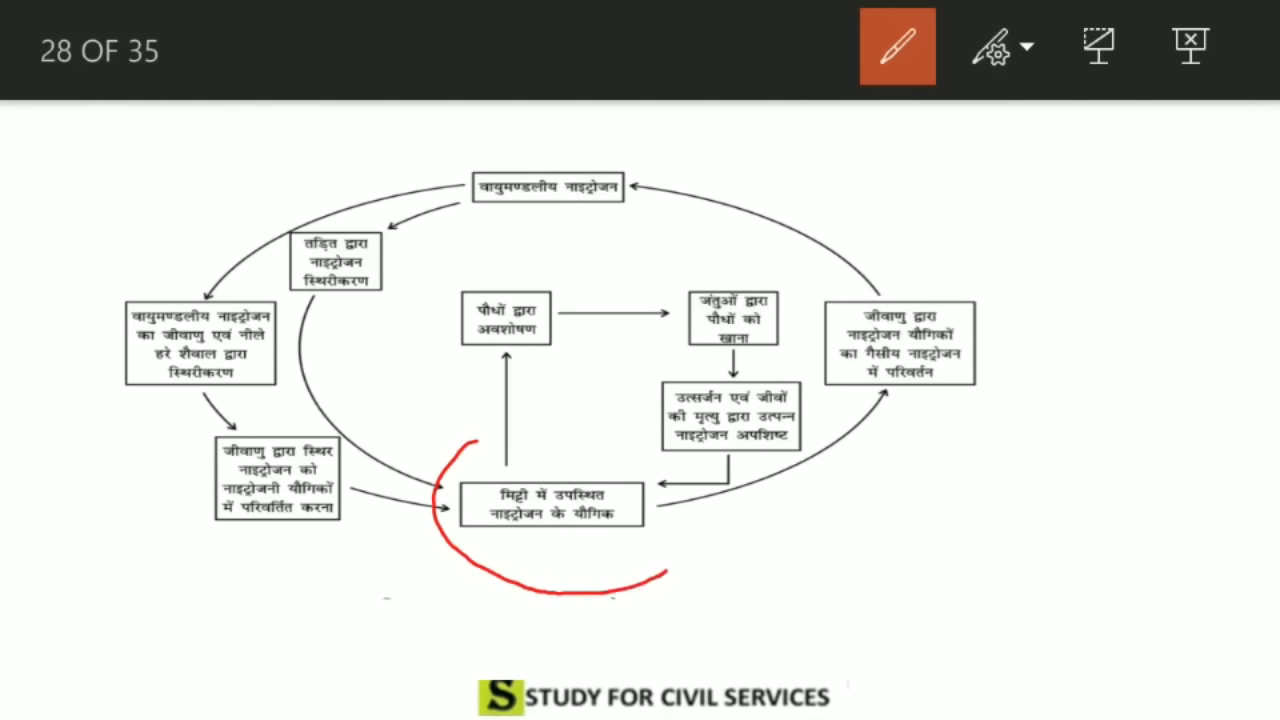 28 OF 35
वायुमण्डलीय नाइट्रोजन
तड़ित द्वारा
नाइट्रोजन
स्थिरीकरण
वायुमण्डलीय नाइट्रोजन
का जीवाणु एवं नीले
हरे शैवाल द्वारा
स्थिरीकरण
पौधों द्वारा
अवशोषण
जंतुओं द्वारा
पौधों को
खाना
जीवाणु द्वारा
नाइट्रोजन यौगिकों
का गैसीय नाइट्रोजन
में परिवर्तन
उत्सर्जन एवं जीवों
की मृत्यु द्वारा उत्पन्न
नाइट्रोजन अपशिष्ट
जीवाणु द्वारा स्थिर
नाइट्रोजन को
नाइट्रोजनी यौगिकों
में परिवर्तित करना
मिट्टी में उपस्थित
नाइट्रोजन के यौगिक
S STUDY FOR CIVIL SERVICES